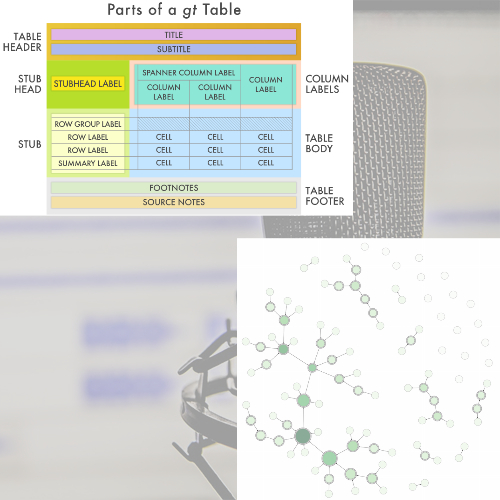 Parts of a gt Table
TABLE
HEADER
TITLE
SUBTITLE
STUB
HEAD
STUBHEAD LABEL
SPANNER COLUMN LABEL
COLUMN
LABEL
COLUMN
LABEL
COLUMN
LABEL
COLUMN
LABELS
STUB
ROW GROUP LABEL
ROW LABEL CELL CELL CELL
ROW LABEL CELL CELL CELL
SUMMARY LABEL CELL CELL CELL
TABLE
BODY
FOOTNOTES
SOURCE NOTES
TABLE
FOOTER